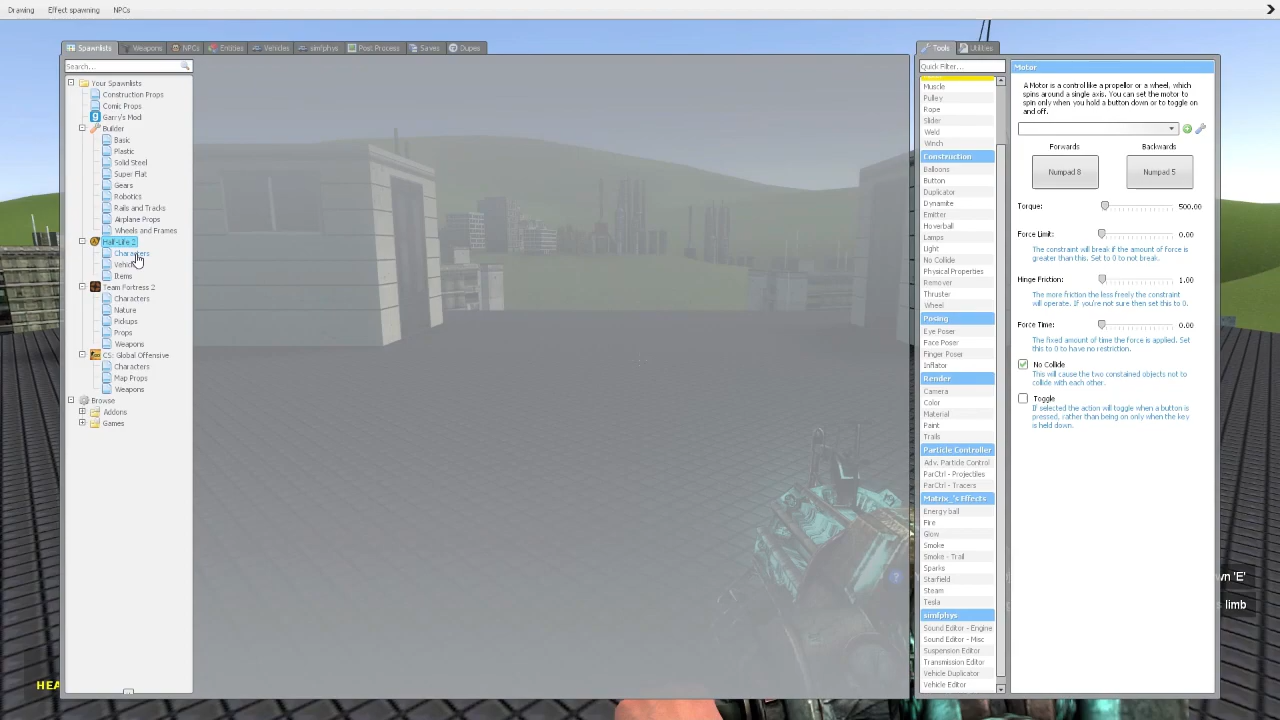 Drawing Effect spawning NPCs
Spawnlists Weapons NPCs Entities Vehicles simfphys Post Process Saves Dupes
Search...
Your Spawnlists
Construction Props
Comic Props
Garry's Mod
Builder
Basic
Plastic
Solid Steel
Super Flat
Gears
Robotics
Rails and Tracks
Airplane Props
Wheels and Frames
Half-Life 2
Characters
Vehicles
Items
Team Fortress 2
Characters
Nature
Pickups
Props
Weapons
CS: Global Offensive
Characters
Map Props
Weapons
Browse
Addons
Games
HEA
Tools Utilities
Quick Filter...
Muscle
Pulley
Rope
Slider
Weld
Winch
Construction
Balloons
Button
Duplicator
Dynamite
Emitter
Hoverball
Lamps
Light
No Collide
Physical Properties
Remover
Thruster
Wheel
Posing
Eye Poser
Face Poser
Finger Poser
Inflator
Render
Camera
Color
Material
Paint
Trails
Particle Controller
Adv. Particle Control
ParCtrl - Projectiles
ParCtrl - Tracers
Matrix_'s Effects
Energy ball
Fire
Glow
Smoke
Smoke - Trail
Sparks
Starfield
Steam
Tesla
simfphys
Sound Editor - Engine
Sound Editor - Misc
Suspension Editor
Transmission Editor
Vehicle Duplicator
Vehicle Editor
Motor
A Motor is a control like a propellor or a wheel, which
spins around a single axis. You can set the motor to
spin only when you hold a button down or to toggle on
and off.
Forwards Backwards
Numpad 8 Numpad 5
Torque: 500.00
Force Limit: 0.00
The constraint will break if the amount of force is
greater than this. Set to 0 to not break.
Hinge Friction: 1.00
The more friction the less freely the constraint
will operate. If you're not sure then set this to 0.
Force Time: 0.00
The fixed amount of time the force is applied. Set
this to 0 to have no restriction.
No Collide
This will cause the two constained objects not to
collide with each other.
Toggle
If selected the action will toggle when a button is
pressed, rather than being on only when the key
is held down.
wn 'E'
limb